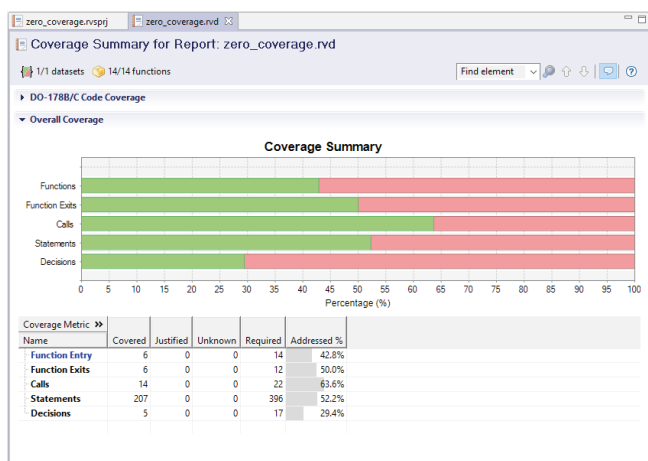 zero_coverage.rvsprj
zero_coverage.rvd
Coverage Summary for Report: zero_coverage.rvd
1/1 datasets 14/14 functions
Find element
DO-178B/C Code Coverage
Overall Coverage
Coverage Summary
Functions
Function Exits
Calls
Statements
Decisions
0 5 10 15 20 25 30 35 40 45 50 55 60 65 70 75 80 85 90 95 100
Percentage (%)
Coverage Metric
Name Covered Justified Unknown Required Addressed %
Function Entry 6 0 0 14 42.8%
Function Exits 6 0 0 12 50.0%
Calls 14 0 0 22 63.6%
Statements 207 0 0 396 52.2%
Decisions 5 0 0 17 29.4%